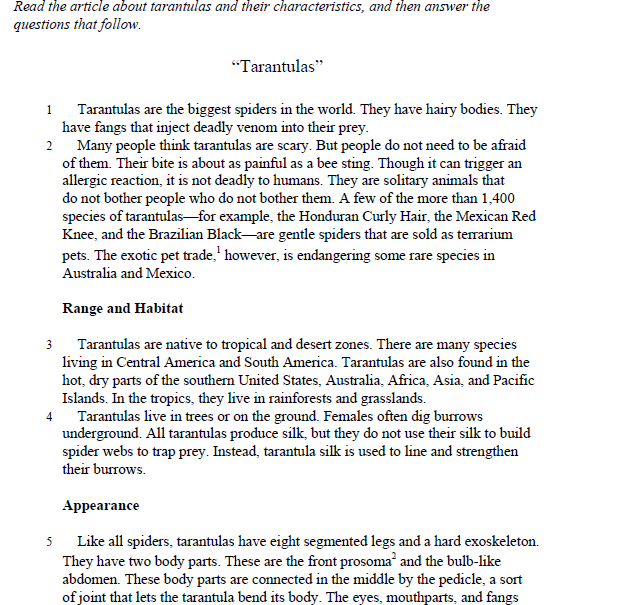 Read the article about tarantulas and their characteristics, and then answer the
questions that follow.
“Tarantulas”
1 Tarantulas are the biggest spiders in the world. They have hairy bodies. They
have fangs that inject deadly venom into their prey.
2 Many people think tarantulas are scary. But people do not need to be afraid
of them. Their bite is about as painful as a bee sting. Though it can trigger an
allergic reaction, it is not deadly to humans. They are solitary animals that
do not bother people who do not bother them. A few of the more than 1,400
species of tarantulas—for example, the Honduran Curly Hair, the Mexican Red
Knee, and the Brazilian Black—are gentle spiders that are sold as terrarium
pets. The exotic pet trade,1 however, is endangering some rare species in
Australia and Mexico.
Range and Habitat
3 Tarantulas are native to tropical and desert zones. There are many species
living in Central America and South America. Tarantulas are also found in the
hot, dry parts of the southern United States, Australia, Africa, Asia, and Pacific
Islands. In the tropics, they live in rainforests and grasslands.
4 Tarantulas live in trees or on the ground. Females often dig burrows
underground. All tarantulas produce silk, but they do not use their silk to build
spider webs to trap prey. Instead, tarantula silk is used to line and strengthen
their burrows.
Appearance
5 Like all spiders, tarantulas have eight segmented legs and a hard exoskeleton.
They have two body parts. These are the front prosoma2 and the bulb-like
abdomen. These body parts are connected in the middle by the pedicle, a sort
of joint that lets the tarantula bend its body. The eyes, mouthparts, and fangs